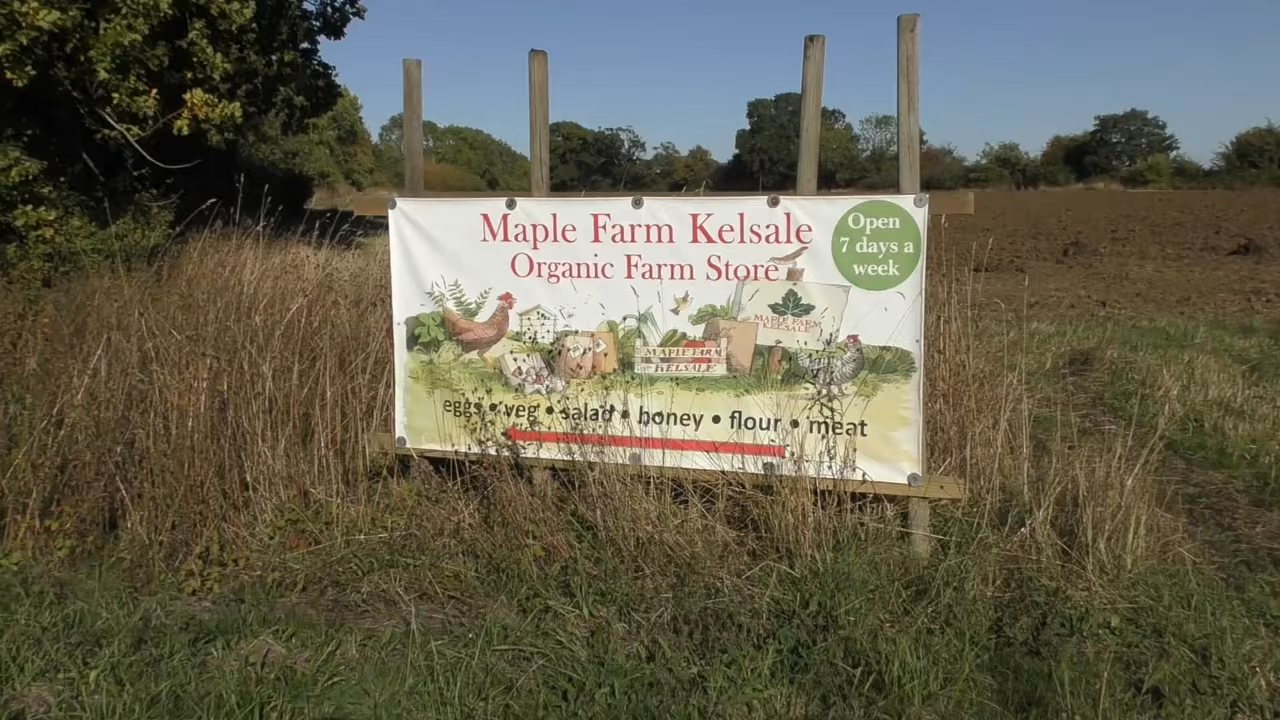 Maple Farm Kelsale
Organic Farm Store
Open
7 days a
week
MAPLE FARM
KELSALE
MAPLE FARM
KELSALE
eggs • veg • salad • honey • flour • meat